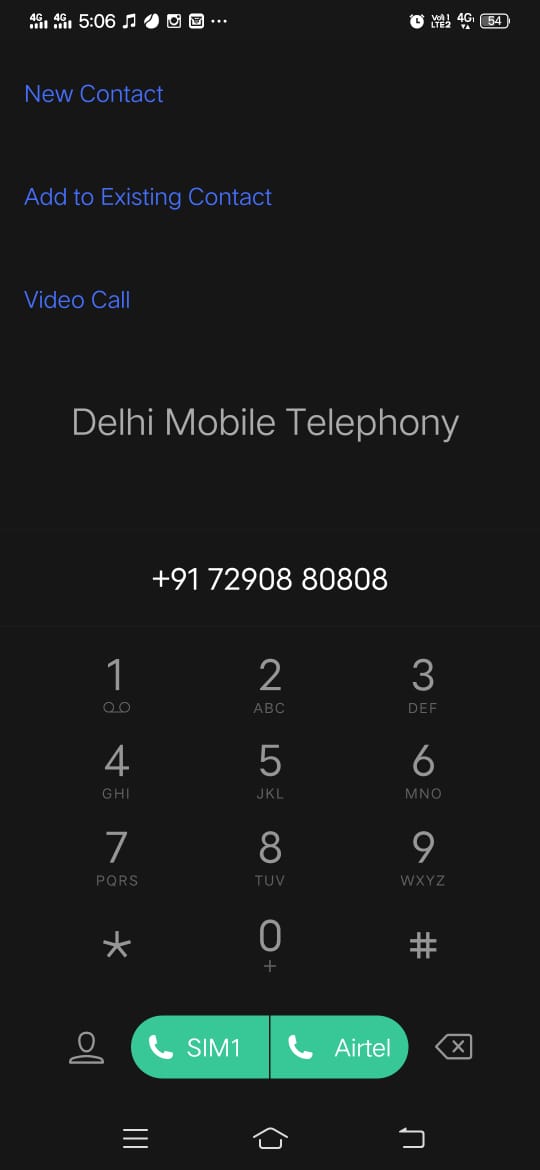 4G 4G 5:06 ... VoI 1 LTE2 4G 54
New Contact
Add to Existing Contact
Video Call
Delhi Mobile Telephony
+91 72908 80808
1 2 3
ABC DEF
4 5 6
GHI JKL MNO
7 8 9
PQRS TUV WXYZ
* 0 #
+
SIM1 Airtel